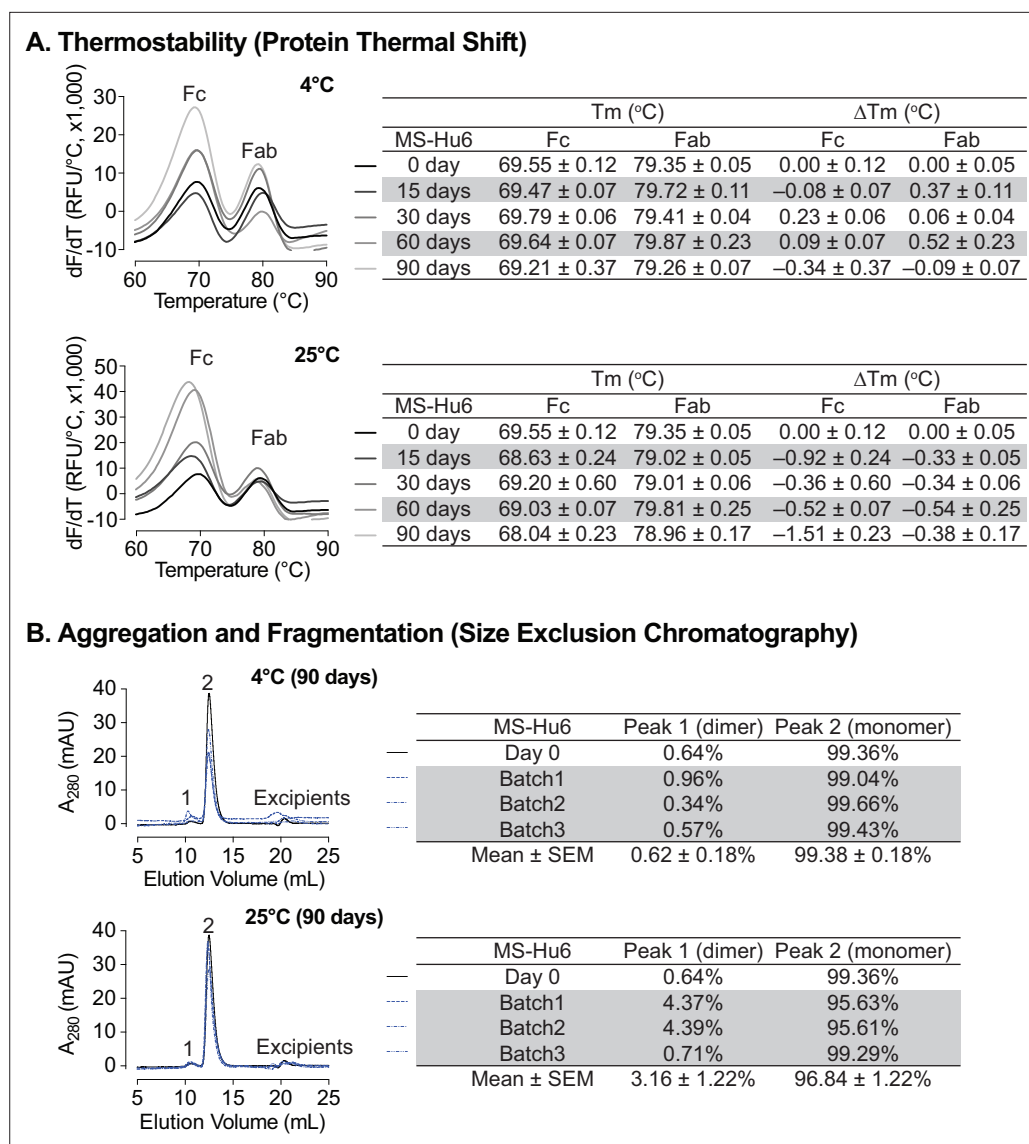 A. Thermostability (Protein Thermal Shift)
4°C
Fc
Fab
dF/dT (RFU/°C, x1,000)
30
20
10
0
-10
60 70 80 90
Temperature (°C)
Tm (°C) ΔTm (°C)
MS-Hu6 Fc Fab Fc Fab
0 day 69.55 ± 0.12 79.35 ± 0.05 0.00 ± 0.12 0.00 ± 0.05
15 days 69.47 ± 0.07 79.72 ± 0.11 –0.08 ± 0.07 0.37 ± 0.11
30 days 69.79 ± 0.06 79.41 ± 0.04 0.23 ± 0.06 0.06 ± 0.04
60 days 69.64 ± 0.07 79.87 ± 0.23 0.09 ± 0.07 0.52 ± 0.23
90 days 69.21 ± 0.37 79.26 ± 0.07 –0.34 ± 0.37 –0.09 ± 0.07
25°C
Fc
Fab
dF/dT (RFU/°C, x1,000)
50
40
30
20
10
0
-10
60 70 80 90
Temperature (°C)
Tm (°C) ΔTm (°C)
MS-Hu6 Fc Fab Fc Fab
0 day 69.55 ± 0.12 79.35 ± 0.05 0.00 ± 0.12 0.00 ± 0.05
15 days 68.63 ± 0.24 79.02 ± 0.05 –0.92 ± 0.24 –0.33 ± 0.05
30 days 69.20 ± 0.60 79.01 ± 0.06 –0.36 ± 0.60 –0.34 ± 0.06
60 days 69.03 ± 0.07 79.81 ± 0.25 –0.52 ± 0.07 –0.54 ± 0.25
90 days 68.04 ± 0.23 78.96 ± 0.17 –1.51 ± 0.23 –0.38 ± 0.17
B. Aggregation and Fragmentation (Size Exclusion Chromatography)
4°C (90 days)
2
1
Excipients
A280 (mAU)
40
30
20
10
0
5 10 15 20 25
Elution Volume (mL)
MS-Hu6 Peak 1 (dimer) Peak 2 (monomer)
Day 0 0.64% 99.36%
Batch1 0.96% 99.04%
Batch2 0.34% 99.66%
Batch3 0.57% 99.43%
Mean ± SEM 0.62 ± 0.18% 99.38 ± 0.18%
25°C (90 days)
2
1
Excipients
A280 (mAU)
40
30
20
10
0
5 10 15 20 25
Elution Volume (mL)
MS-Hu6 Peak 1 (dimer) Peak 2 (monomer)
Day 0 0.64% 99.36%
Batch1 4.37% 95.63%
Batch2 4.39% 95.61%
Batch3 0.71% 99.29%
Mean ± SEM 3.16 ± 1.22% 96.84 ± 1.22%